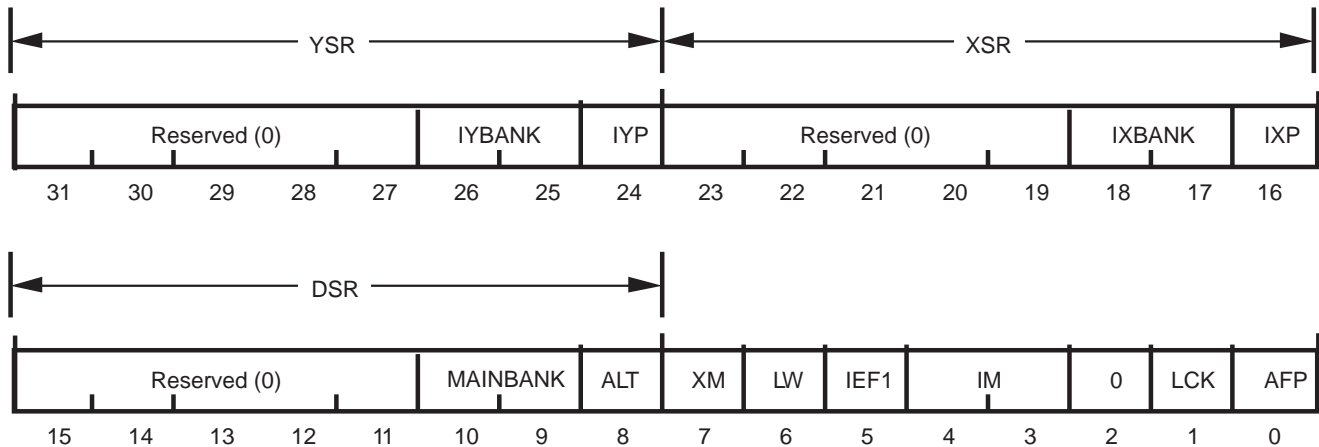 YSR XSR
Reserved (0) IYBANK IYP Reserved (0) IXBANK IXP
31 30 29 28 27 26 25 24 23 22 21 20 19 18 17 16
DSR
Reserved (0) MAINBANK ALT XM LW IEF1 IM 0 LCK AFP
15 14 13 12 11 10 9 8 7 6 5 4 3 2 1 0